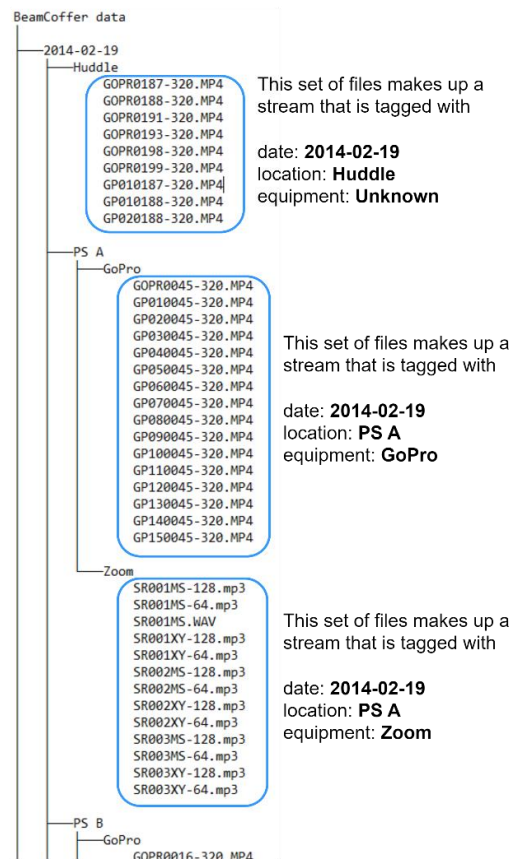 BeamCoffer data
2014-02-19
Huddle
GOPR0187-320.MP4
GOPR0188-320.MP4
GOPR0191-320.MP4
GOPR0193-320.MP4
GOPR0198-320.MP4
GOPR0199-320.MP4
GP010187-320.MP4
GP010188-320.MP4
GP020188-320.MP4
This set of files makes up a
stream that is tagged with
date: 2014-02-19
location: Huddle
equipment: Unknown
PS A
GoPro
GOPR0045-320.MP4
GP010045-320.MP4
GP020045-320.MP4
GP030045-320.MP4
GP040045-320.MP4
GP050045-320.MP4
GP060045-320.MP4
GP070045-320.MP4
GP080045-320.MP4
GP090045-320.MP4
GP100045-320.MP4
GP110045-320.MP4
GP120045-320.MP4
GP130045-320.MP4
GP140045-320.MP4
GP150045-320.MP4
This set of files makes up a
stream that is tagged with
date: 2014-02-19
location: PS A
equipment: GoPro
Zoom
SR001MS-128.mp3
SR001MS-64.mp3
SR001MS.WAV
SR001XY-128.mp3
SR001XY-64.mp3
SR002MS-128.mp3
SR002MS-64.mp3
SR002XY-128.mp3
SR002XY-64.mp3
SR003MS-128.mp3
SR003MS-64.mp3
SR003XY-128.mp3
SR003XY-64.mp3
This set of files makes up a
stream that is tagged with
date: 2014-02-19
location: PS A
equipment: Zoom
PS B
GoPro
GOPR0016-320.MP4